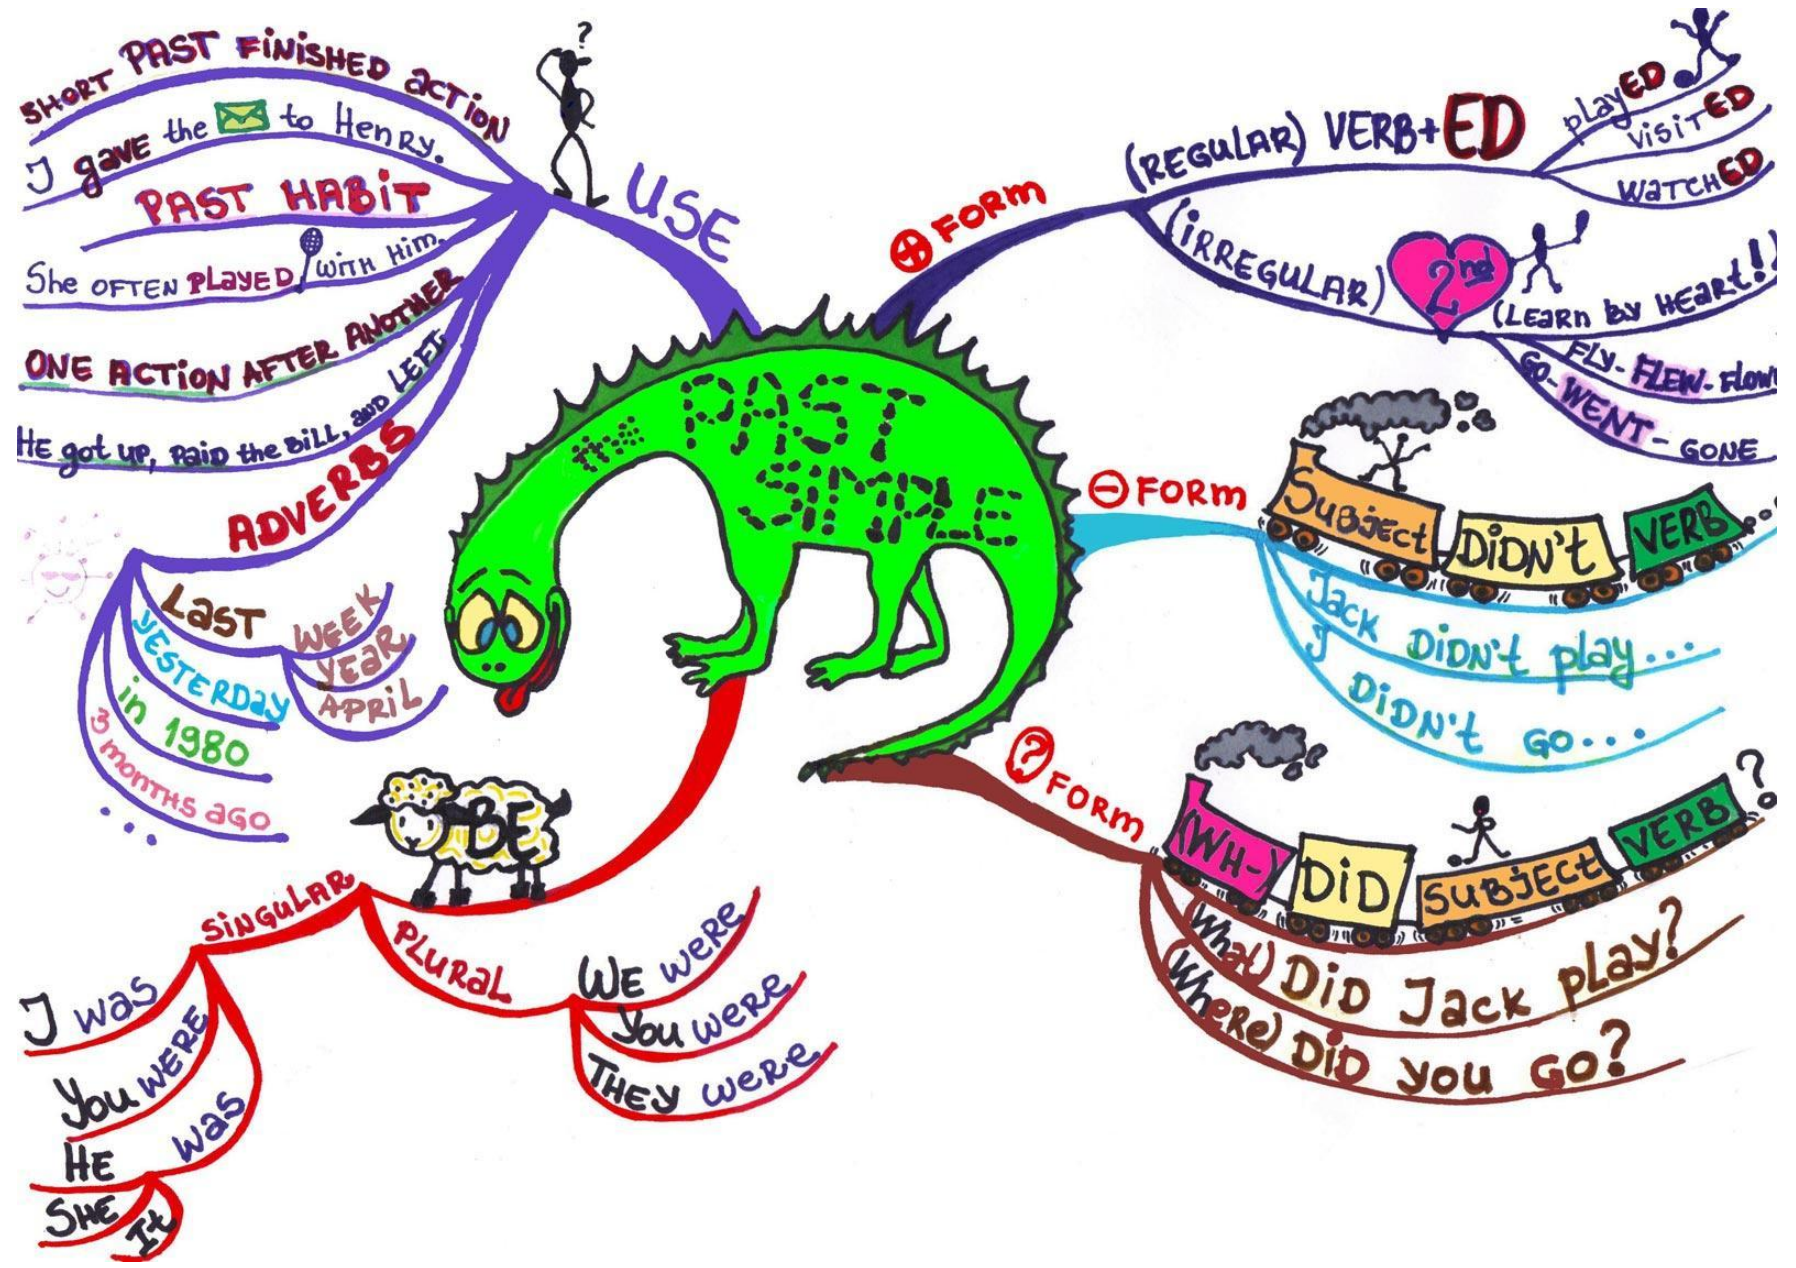 THE PAST
SIMPLE
USE
?
SHORT PAST FINISHED ACTION
I gave the to Henry.
PAST HABIT
She OFTEN PLAYED with Him.
ONE ACTION AFTER ANOTHER
HE got up, paid the Bill, and LEFT
ADVERBS
LAST
WEEK
YEAR
APRIL
YESTERDAY
in 1980
3 months ago
...
+ FORM
(REGULAR) VERB+ED
playED
visitED
watchED
(IRREGULAR) 2nd
(Learn by Heart!!)
FLY- FLEW- FLOWN
GO- WENT- GONE
- FORM
SUBJECT DIDN'T VERB ...
Jack DIDN'T play...
I DIDN'T GO...
? FORM
(WH-) DID SUBJECT VERB ?
(What) DID Jack play?
(Where) DID you Go?
BE
SINGULAR
I was
You WERE
HE
SHE
It
was
PLURAL
WE WERE
You were
THEY were